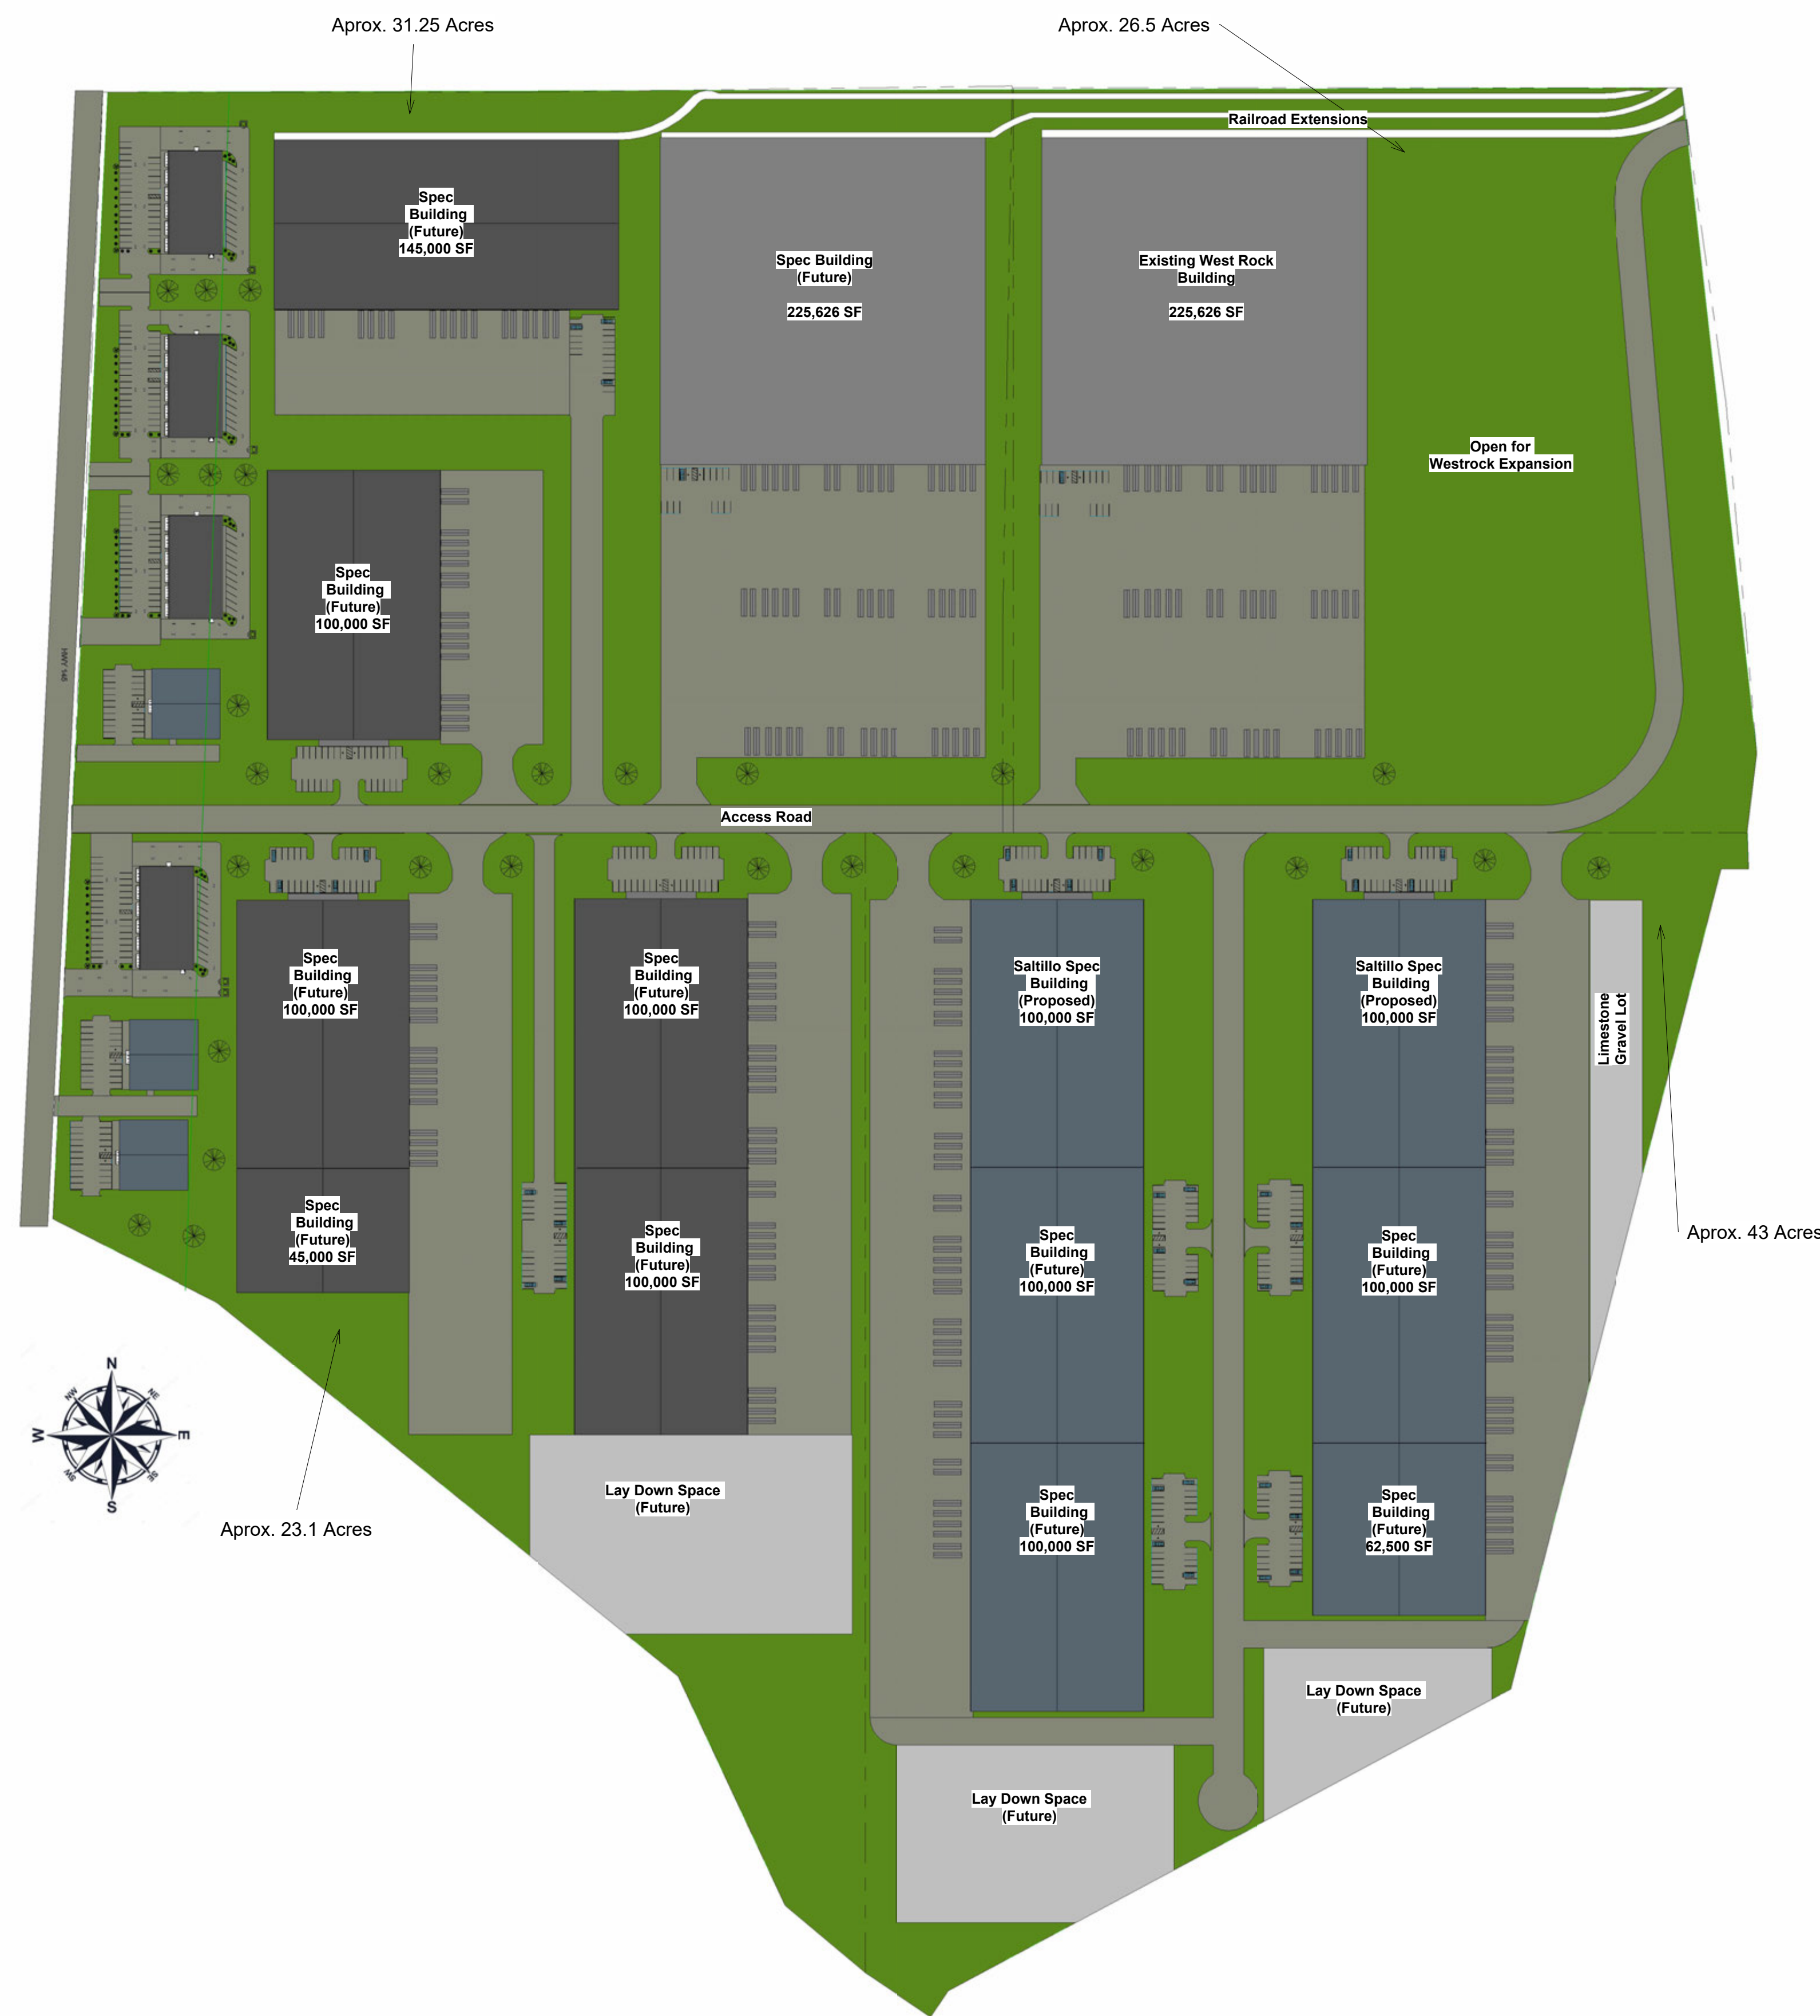 Aprox. 31.25 Acres
Aprox. 26.5 Acres
Railroad Extensions
Spec
Building
(Future)
145,000 SF
Spec Building
(Future)
225,626 SF
Existing West Rock
Building
225,626 SF
Open for
Westrock Expansion
Spec
Building
(Future)
100,000 SF
Access Road
Spec
Building
(Future)
100,000 SF
Spec
Building
(Future)
100,000 SF
Saltillo Spec
Building
(Proposed)
100,000 SF
Saltillo Spec
Building
(Proposed)
100,000 SF
Limestone
Gravel Lot
Spec
Building
(Future)
45,000 SF
Spec
Building
(Future)
100,000 SF
Spec
Building
(Future)
100,000 SF
Spec
Building
(Future)
100,000 SF
Aprox. 43 Acres
N
NE
E
SE
S
SW
W
NW
Aprox. 23.1 Acres
Lay Down Space
(Future)
Spec
Building
(Future)
100,000 SF
Spec
Building
(Future)
62,500 SF
Lay Down Space
(Future)
Lay Down Space
(Future)
HWY